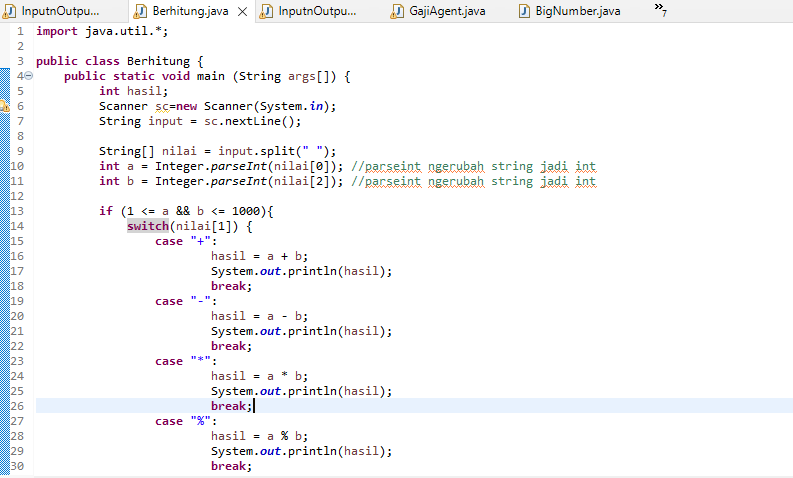 InputnOutpu... Berhitung.java InputnOutpu... GajiAgent.java BigNumber.java »7
1 import java.util.*;
2
3 public class Berhitung {
4 public static void main (String args[]) {
5 int hasil;
6 Scanner sc=new Scanner(System.in);
7 String input = sc.nextLine();
8
9 String[] nilai = input.split(" ");
10 int a = Integer.parseInt(nilai[0]); //parseint ngerubah string jadi int
11 int b = Integer.parseInt(nilai[2]); //parseint ngerubah string jadi int
12
13 if (1 <= a && b <= 1000){
14 switch(nilai[1]) {
15 case "+":
16 hasil = a + b;
17 System.out.println(hasil);
18 break;
19 case "-":
20 hasil = a - b;
21 System.out.println(hasil);
22 break;
23 case "*":
24 hasil = a * b;
25 System.out.println(hasil);
26 break;
27 case "%":
28 hasil = a % b;
29 System.out.println(hasil);
30 break;